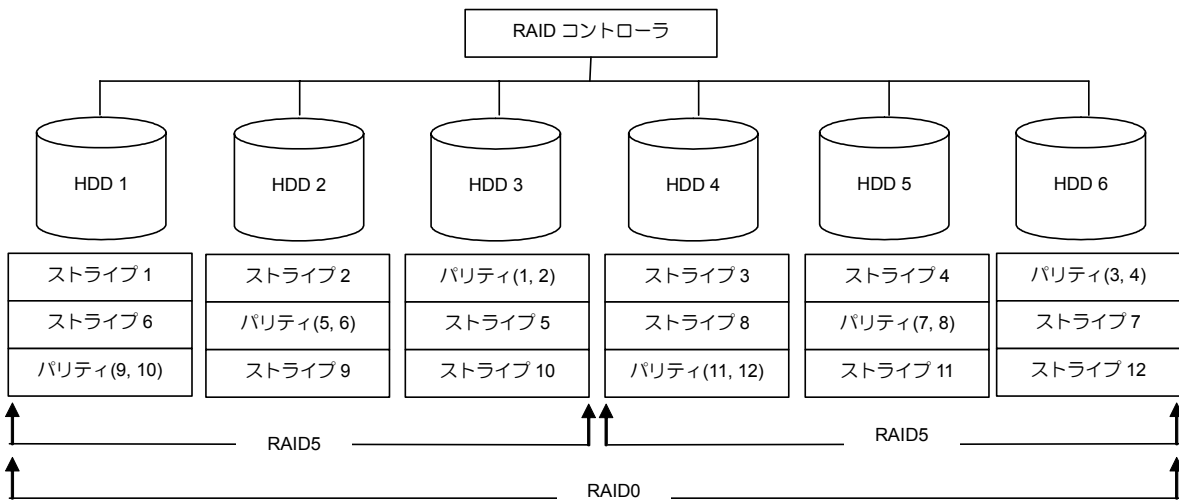 RAID コントローラ
HDD 1
HDD 2
HDD 3
HDD 4
HDD 5
HDD 6
ストライプ 1
ストライプ 2
パリティ(1, 2)
ストライプ 3
ストライプ 4
パリティ(3, 4)
ストライプ 6
パリティ(5, 6)
ストライプ 5
ストライプ 8
パリティ(7, 8)
ストライプ 7
パリティ(9, 10)
ストライプ 9
ストライプ 10
パリティ(11, 12)
ストライプ 11
ストライプ 12
RAID5
RAID5
RAID0